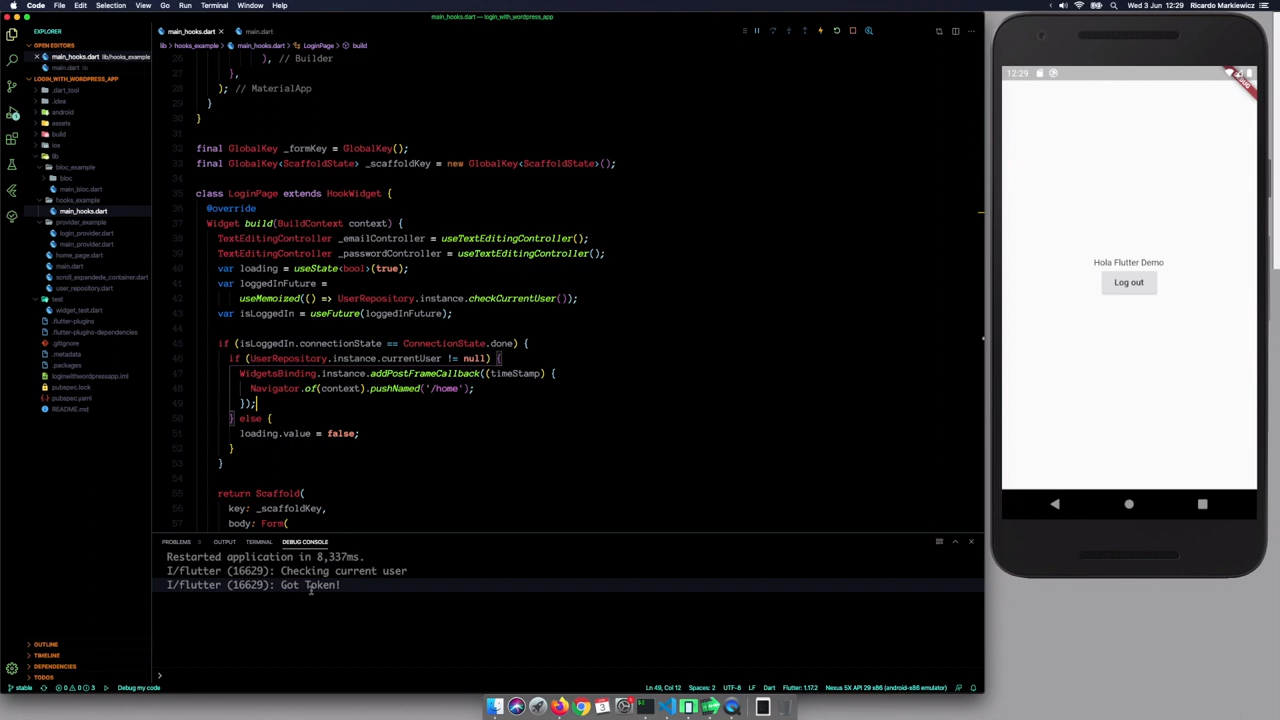 Code File Edit Selection View Go Run Terminal Window Help
Wed 3 Jun 12:29 Ricardo Markiewicz
main_hooks.dart — login_with_wordpress_app
EXPLORER
OPEN EDITORS
main_hooks.dart lib/hooks_example
main.dart lib
LOGIN_WITH_WORDPRESS_APP
.dart_tool
.idea
android
assets
build
ios
lib
bloc_example
bloc
main_bloc.dart
hooks_example
main_hooks.dart
provider_example
login_provider.dart
main_provider.dart
home_page.dart
main.dart
scroll_expandede_container.dart
user_repository.dart
test
widget_test.dart
.flutter-plugins
.flutter-plugins-dependencies
.gitignore
.metadata
.packages
loginwithwordpressapp.iml
pubspec.lock
pubspec.yaml
README.md
OUTLINE
TIMELINE
DEPENDENCIES
TODOS
main_hooks.dart main.dart
lib > hooks_example > main_hooks.dart > LoginPage > build
26 ), // Builder
27 },
28 ); // MaterialApp
29 }
30 }
31
32 final GlobalKey _formKey = GlobalKey();
33 final GlobalKey<ScaffoldState> _scaffoldKey = new GlobalKey<ScaffoldState>();
34
35 class LoginPage extends HookWidget {
36 @override
37 Widget build(BuildContext context) {
38 TextEditingController _emailController = useTextEditingController();
39 TextEditingController _passwordController = useTextEditingController();
40 var loading = useState<bool>(true);
41 var loggedInFuture =
42 useMemoized(() => UserRepository.instance.checkCurrentUser());
43 var isLoggedIn = useFuture(loggedInFuture);
44
45 if (isLoggedIn.connectionState == ConnectionState.done) {
46 if (UserRepository.instance.currentUser != null) {
47 WidgetsBinding.instance.addPostFrameCallback((timeStamp) {
48 Navigator.of(context).pushNamed('/home');
49 });
50 } else {
51 loading.value = false;
52 }
53 }
54
55 return Scaffold(
56 key: _scaffoldKey,
57 body: Form(
PROBLEMS OUTPUT TERMINAL DEBUG CONSOLE
Restarted application in 8,337ms.
I/flutter (16629): Checking current user
I/flutter (16629): Got Token!
stable 0 0 3 Debug my code
Ln 49, Col 12 Spaces: 2 UTF-8 LF Dart Flutter: 1.17.2 Nexus 5X API 29 x86 (android-x86 emulator)
12:29
Hola Flutter Demo
Log out